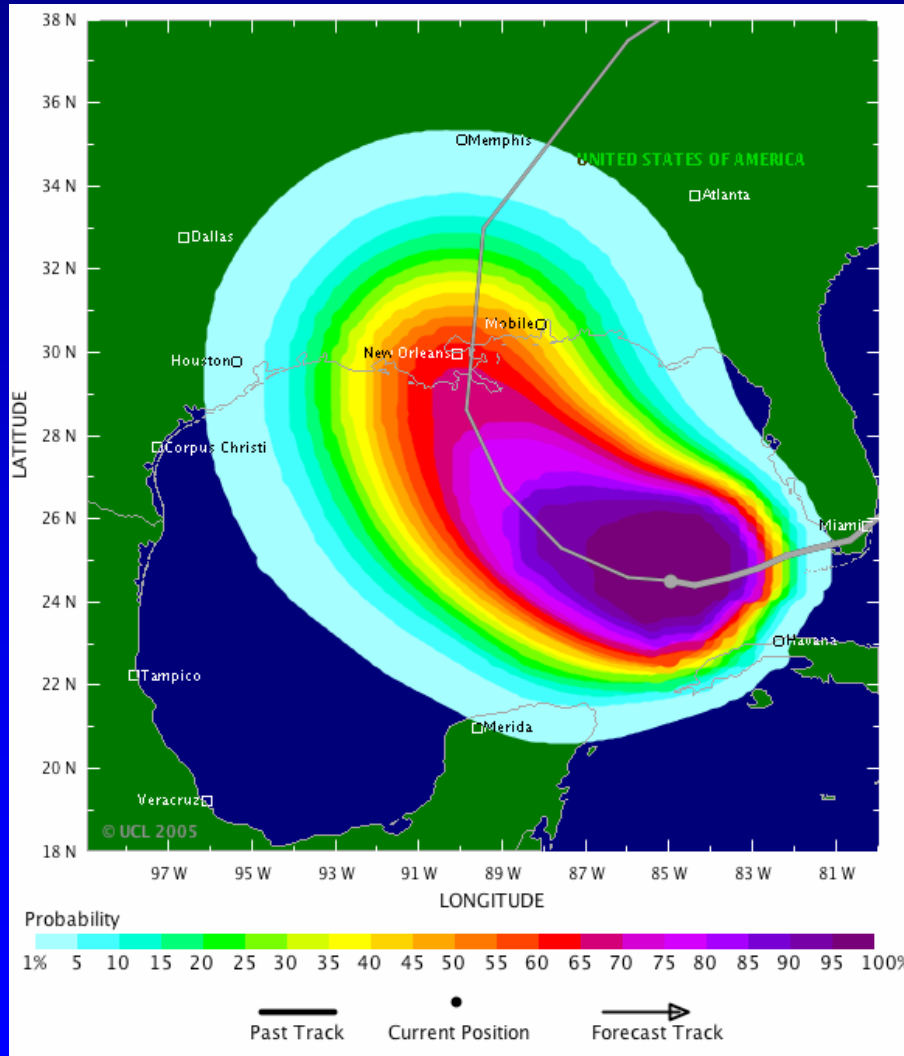 38 N
36 N
34 N
32 N
30 N
28 N
26 N
24 N
22 N
20 N
18 N
LATITUDE
Memphis
UNITED STATES OF AMERICA
Atlanta
Dallas
Mobile
New Orleans
Houston
Corpus Christi
Miami
Havana
Tampico
Merida
Veracruz
© UCL 2005
97 W 95 W 93 W 91 W 89 W 87 W 85 W 83 W 81 W
LONGITUDE
Probability
1% 5 10 15 20 25 30 35 40 45 50 55 60 65 70 75 80 85 90 95 100%
Past Track Current Position Forecast Track